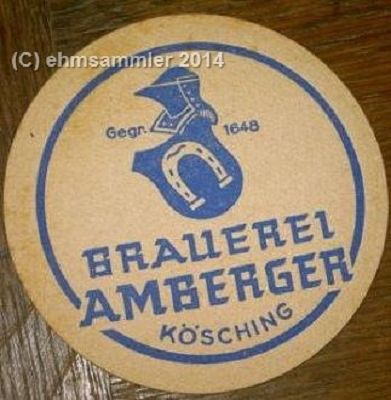 (C) ehmsammler 2014
Gegr. 1648
BRAUEREI
AMBERGER
KÖSCHING